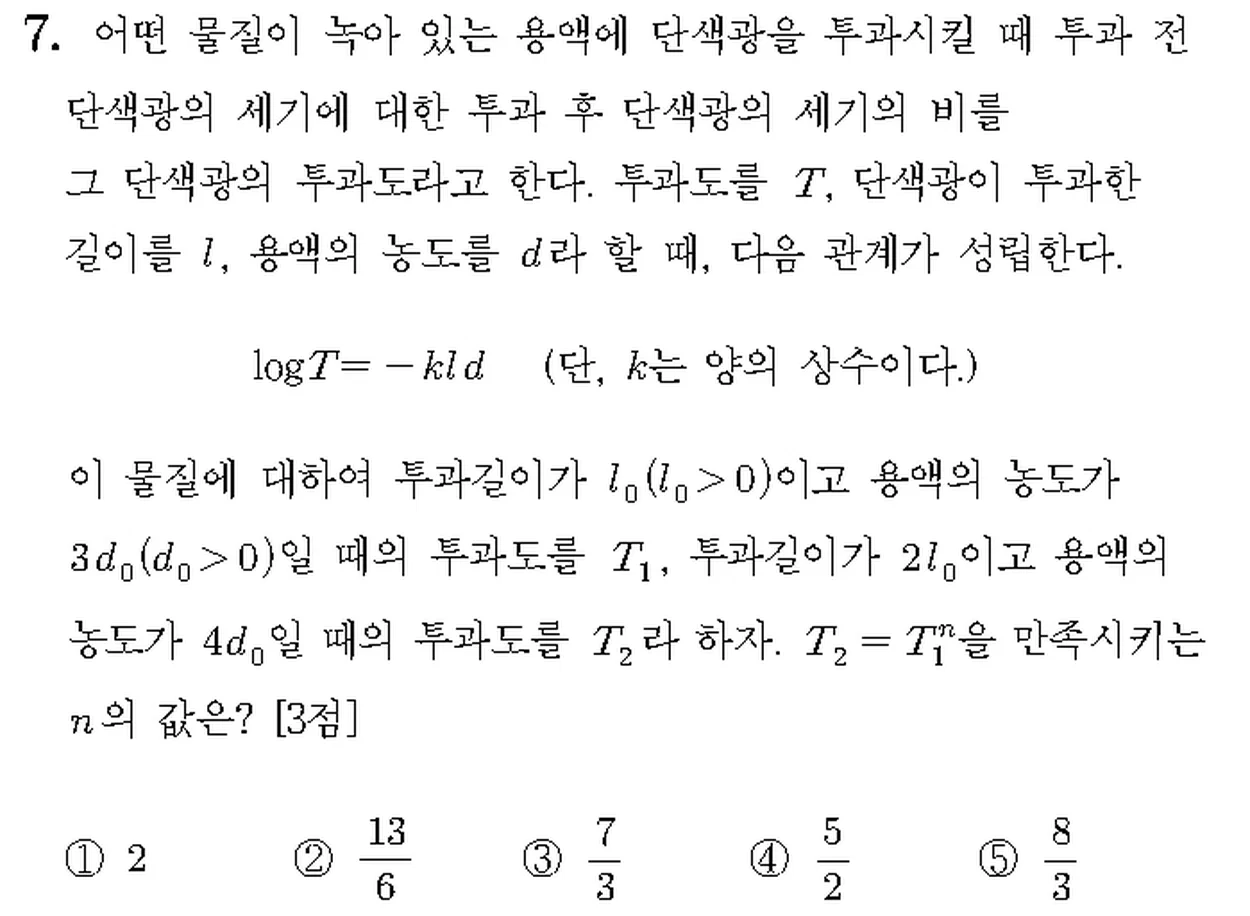 7. 어떤 물질이 녹아 있는 용액에 단색광을 투과시킬 때 투과 전
단색광의 세기에 대한 투과 후 단색광의 세기의 비를
그 단색광의 투과도라고 한다. 투과도를 T, 단색광이 투과한
길이를 l, 용액의 농도를 d라 할 때, 다음 관계가 성립한다.
logT= −kld (단, k는 양의 상수이다.)
이 물질에 대하여 투과길이가 l₀(l₀>0)이고 용액의 농도가
3d₀(d₀>0)일 때의 투과도를 T₁, 투과길이가 2l₀이고 용액의
농도가 4d₀일 때의 투과도를 T₂라 하자. T₂=T₁ⁿ을 만족시키는
n의 값은? [3점]
① 2 ② 13/6 ③ 7/3 ④ 5/2 ⑤ 8/3